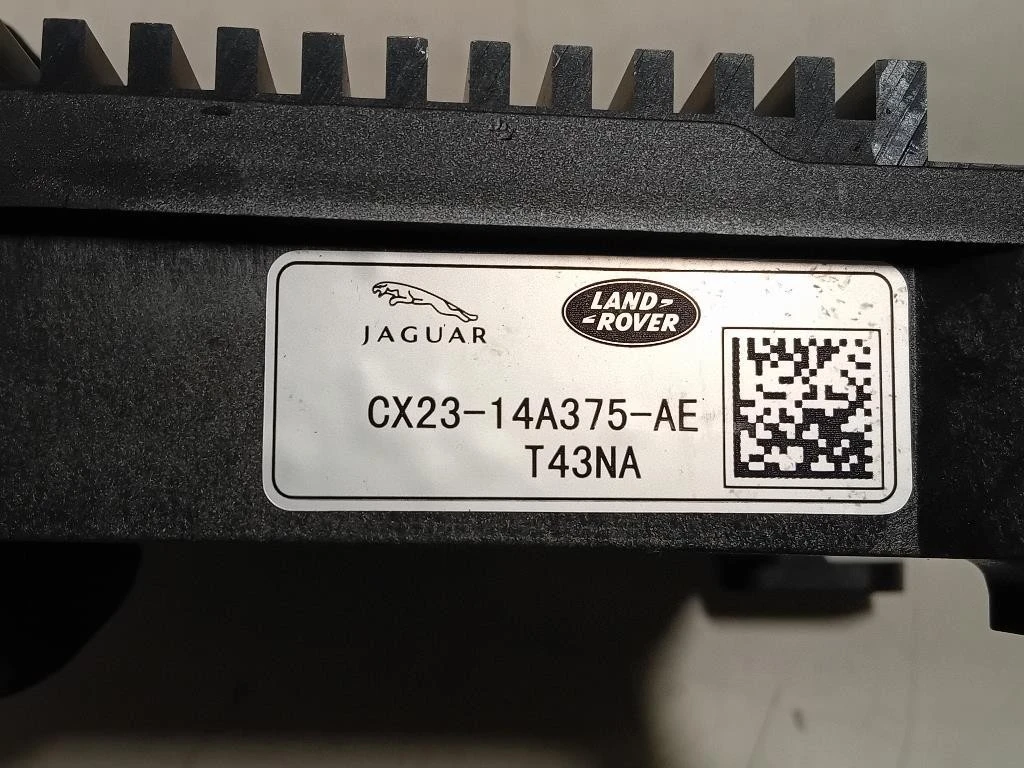 JAGUAR
LAND-
-ROVER
CX23-14A375-AE
T43NA